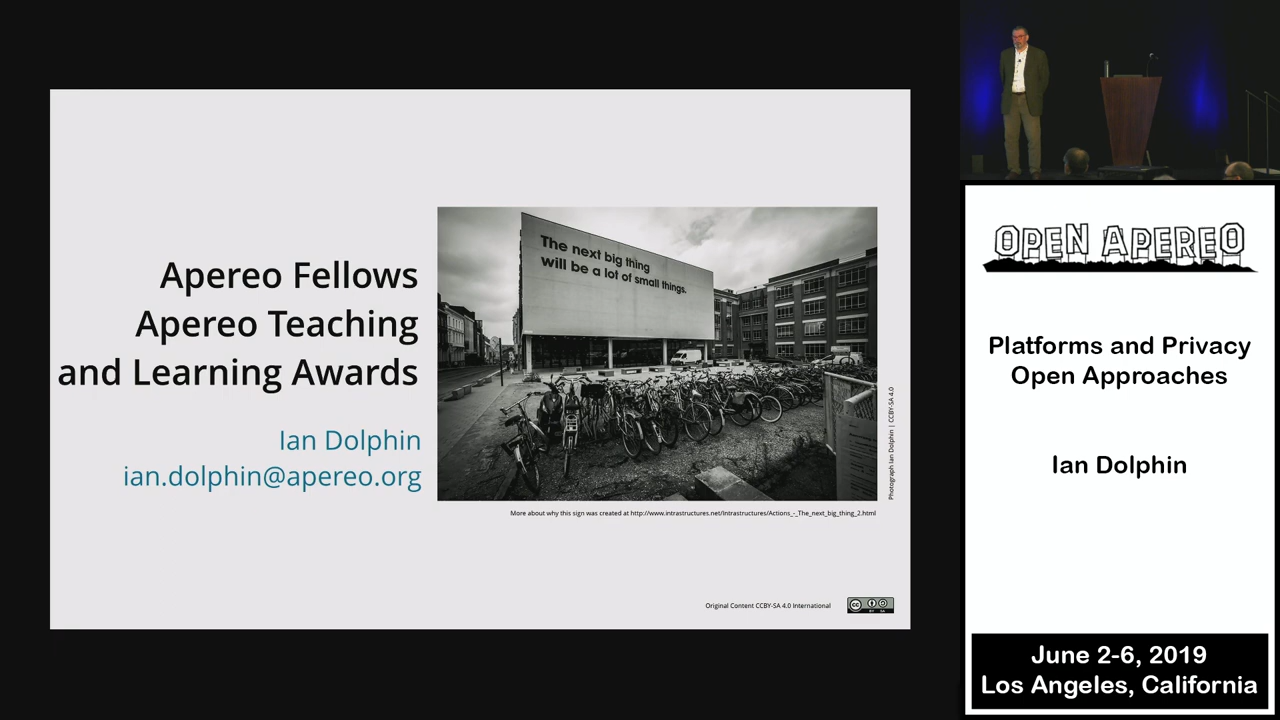 Apereo Fellows
Apereo Teaching
and Learning Awards
Ian Dolphin
ian.dolphin@apereo.org
The next big thing
will be a lot of small things.
Photograph Ian Dolphin | CCBY-SA 4.0
More about why this sign was created at http://www.intrastructures.net/Intrastructures/Actions_-_The_next_big_thing_2.html
Original Content CCBY-SA 4.0 International
CC BY SA
OPEN APEREO
Platforms and Privacy
Open Approaches
Ian Dolphin
June 2-6, 2019
Los Angeles, California